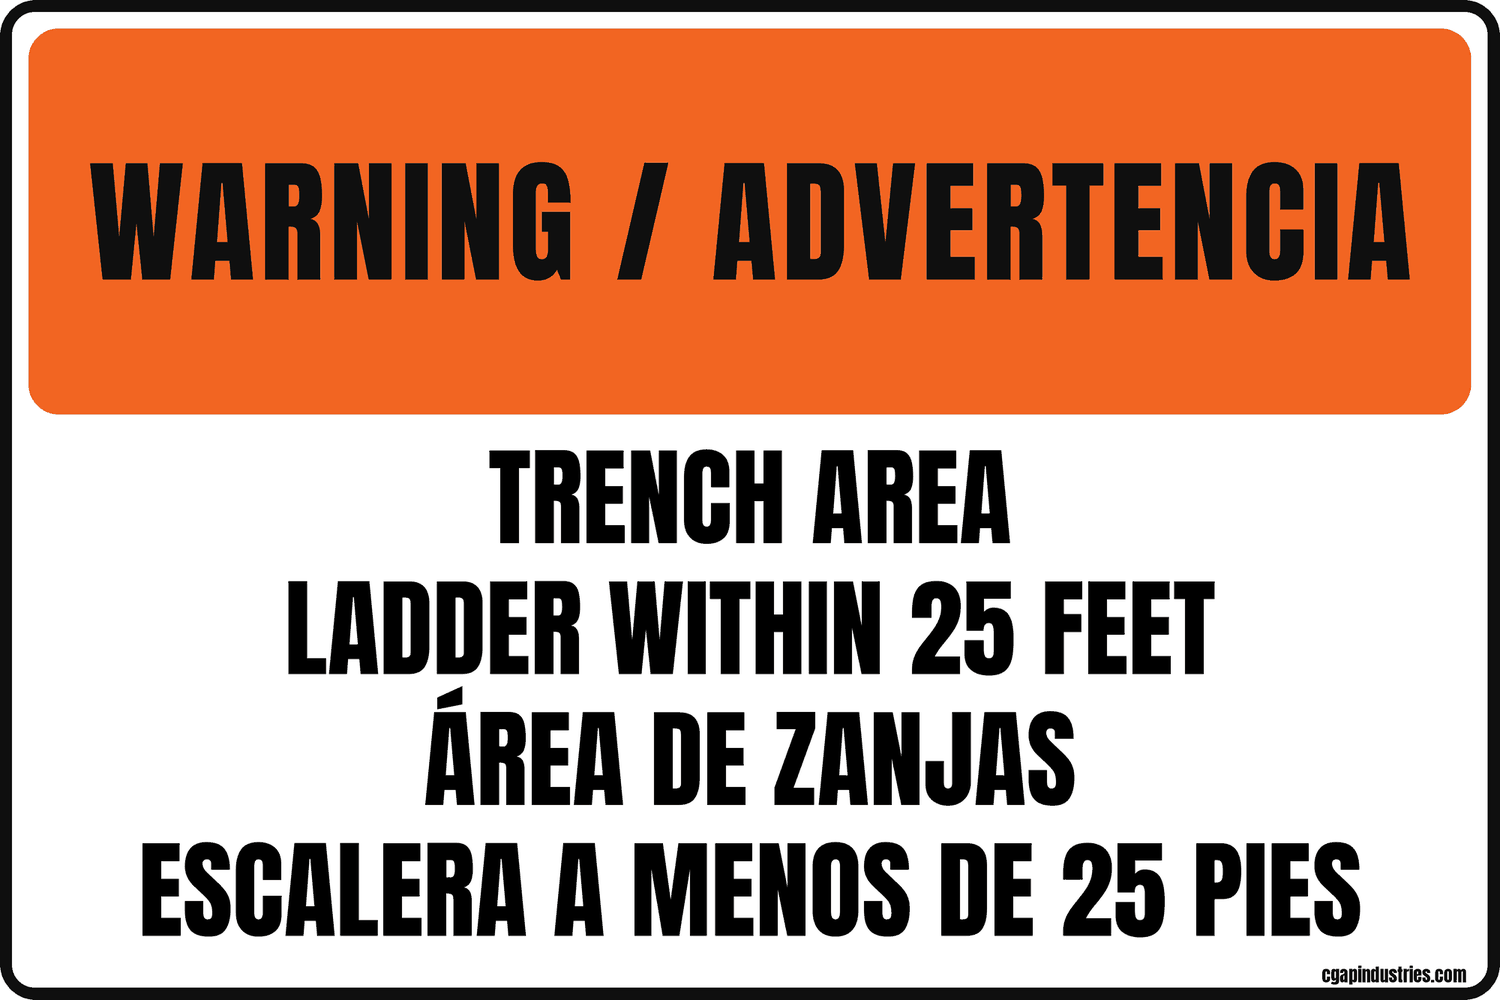 WARNING / ADVERTENCIA
TRENCH AREA
LADDER WITHIN 25 FEET
ÁREA DE ZANJAS
ESCALERA A MENOS DE 25 PIES
cgapindustries.com